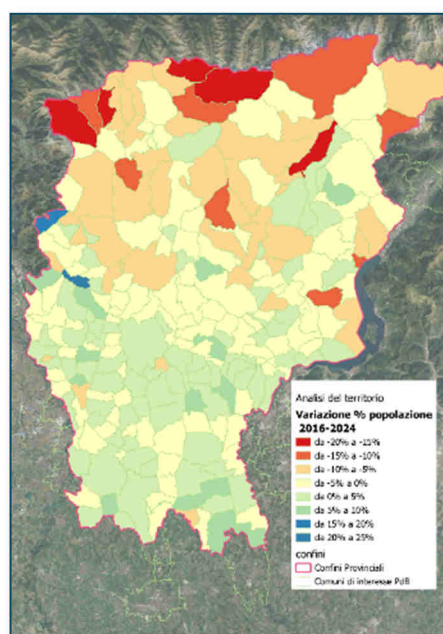 Analisi del territorio
Variazione % popolazione
2016-2024
da -20% a -15%
da -15% a -10%
da -10% a -5%
da -5% a 0%
da 0% a 5%
da 5% a 10%
da 15% a 20%
da 20% a 25%
confini
Confini Provinciali
Comuni di interesse PdB